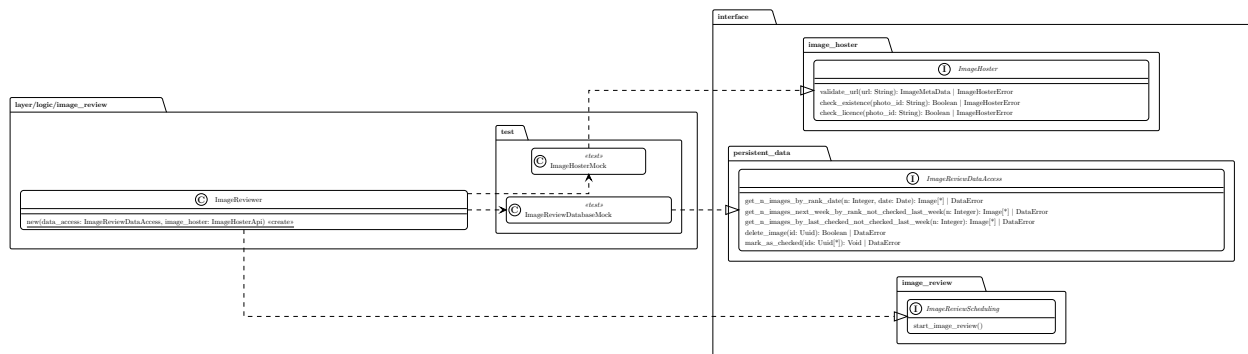 interface
image_hoster
I ImageHoster
validate_url(url: String): ImageMetaData | ImageHosterError
check_existence(photo_id: String): Boolean | ImageHosterError
check_licence(photo_id: String): Boolean | ImageHosterError
layer/logic/image_review
test
«test»
C ImageHosterMock
persistent_data
I ImageReviewDataAccess
get_n_images_by_rank_date(n: Integer, date: Date): Image[*] | DataError
get_n_images_next_week_by_rank_not_checked_last_week(n: Integer): Image[*] | DataError
get_n_images_by_last_checked_not_checked_last_week(n: Integer): Image[*] | DataError
delete_image(id: Uuid): Boolean | DataError
mark_as_checked(ids: Uuid[*]): Void | DataError
C ImageReviewer
new(data_access: ImageReviewDataAccess, image_hoster: ImageHosterApi) «create»
«test»
C ImageReviewDatabaseMock
image_review
I ImageReviewScheduling
start_image_review()